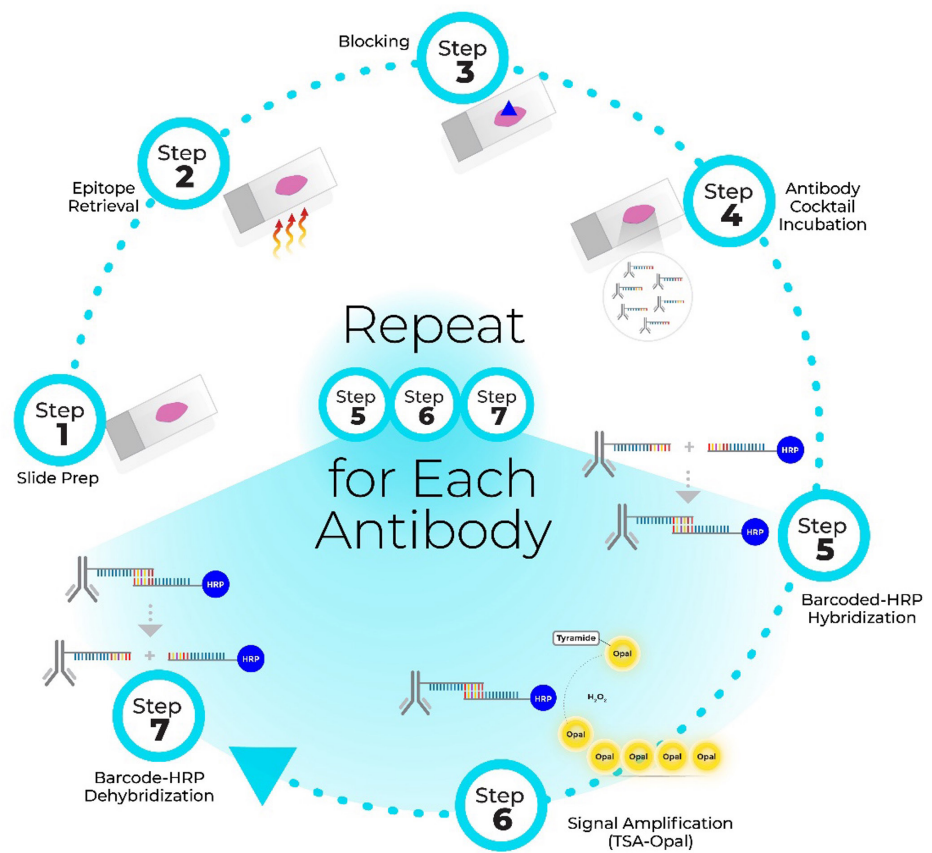 Blocking
Step
3
Step
2
Epitope
Retrieval
Step
4
Antibody
Cocktail
Incubation
Repeat
Step
5
Step
6
Step
7
for Each
Antibody
Step
1
Slide Prep
+
HRP
HRP
Step
5
Barcoded-HRP
Hybridization
Tyramide
Opal
HRP
H₂O₂
Opal
Opal
Opal
Opal
Opal
Step
6
Signal Amplification
(TSA-Opal)
HRP
+
HRP
Step
7
Barcode-HRP
Dehybridization